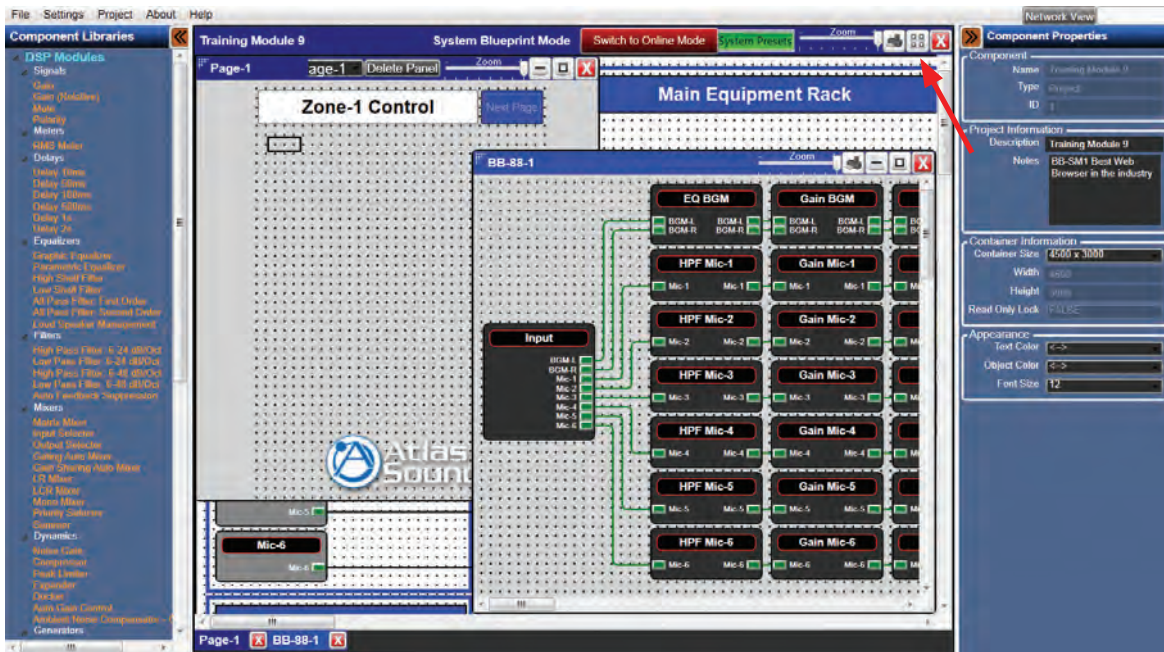 File Settings Project About Help
Network View
Component Libraries
DSP Modules
Signals
Gain
Gain (Relative)
Mute
Polarity
Meters
RMS Meter
Delays
Delay 10ms
Delay 50ms
Delay 100ms
Delay 500ms
Delay 1s
Delay 2s
Equalizers
Graphic Equalizer
Parametric Equalizer
High Shelf Filter
Low Shelf Filter
All Pass Filter: First Order
All Pass Filter: Second Order
Loud Speaker Management
Filters
High Pass Filter: 6-24 dB/Oct
Low Pass Filter: 6-24 dB/Oct
High Pass Filter: 6-48 dB/Oct
Low Pass Filter: 6-48 dB/Oct
Auto Feedback Suppression
Mixers
Matrix Mixer
Input Selector
Output Selector
Gating Auto Mixer
Gain Sharing Auto Mixer
LR Mixer
LCR Mixer
Mono Mixer
Priority Selector
Summer
Dynamics
Noise Gate
Compressor
Peak Limiter
Expander
Ducker
Auto Gain Control
Ambient Noise Compensator -
Generators
Training Module 9 System Blueprint Mode Switch to Online Mode System Presets Zoom
Page-1 age-1 Delete Panel Zoom
Zone-1 Control Next Page
Main Equipment Rack
Atlas
Sound
Mic-5
Mic-6
Mic-6
BB-88-1 Zoom
Input
BGM-L
BGM-R
Mic-1
Mic-2
Mic-3
Mic-4
Mic-5
Mic-6
EQ BGM Gain BGM
BGM-L BGM-L BGM-L BGM-L
BGM-R BGM-R BGM-R BGM-R
HPF Mic-1 Gain Mic-1
Mic-1 Mic-1 Mic-1 Mic-1 M
HPF Mic-2 Gain Mic-2
Mic-2 Mic-2 Mic-2 Mic-2 M
HPF Mic-3 Gain Mic-3
Mic-3 Mic-3 Mic-3 Mic-3 M
HPF Mic-4 Gain Mic-4
Mic-4 Mic-4 Mic-4 Mic-4 M
HPF Mic-5 Gain Mic-5
Mic-5 Mic-5 Mic-5 Mic-5 M
HPF Mic-6 Gain Mic-6
Mic-6 Mic-6 Mic-6 Mic-6 M
Page-1 BB-88-1
Component Properties
Component
Name Training Module 9
Type Project
ID 1
Project Information
Description Training Module 9
Notes BB-SM1 Best Web
Browser in the industry
Container Information
Container Size 4500 x 3000
Width 4500
Height 3000
Read Only Lock FALSE
Appearance
Text Color <-->
Object Color <-->
Font Size 12